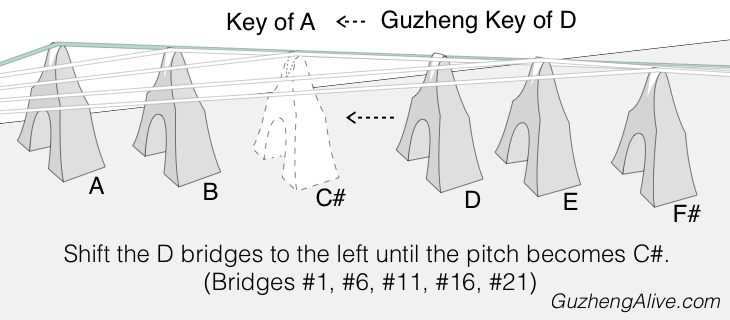 Key of A <--- Guzheng Key of D
A
B
C#
D
E
F#
Shift the D bridges to the left until the pitch becomes C#.
(Bridges #1, #6, #11, #16, #21)
GuzhengAlive.com